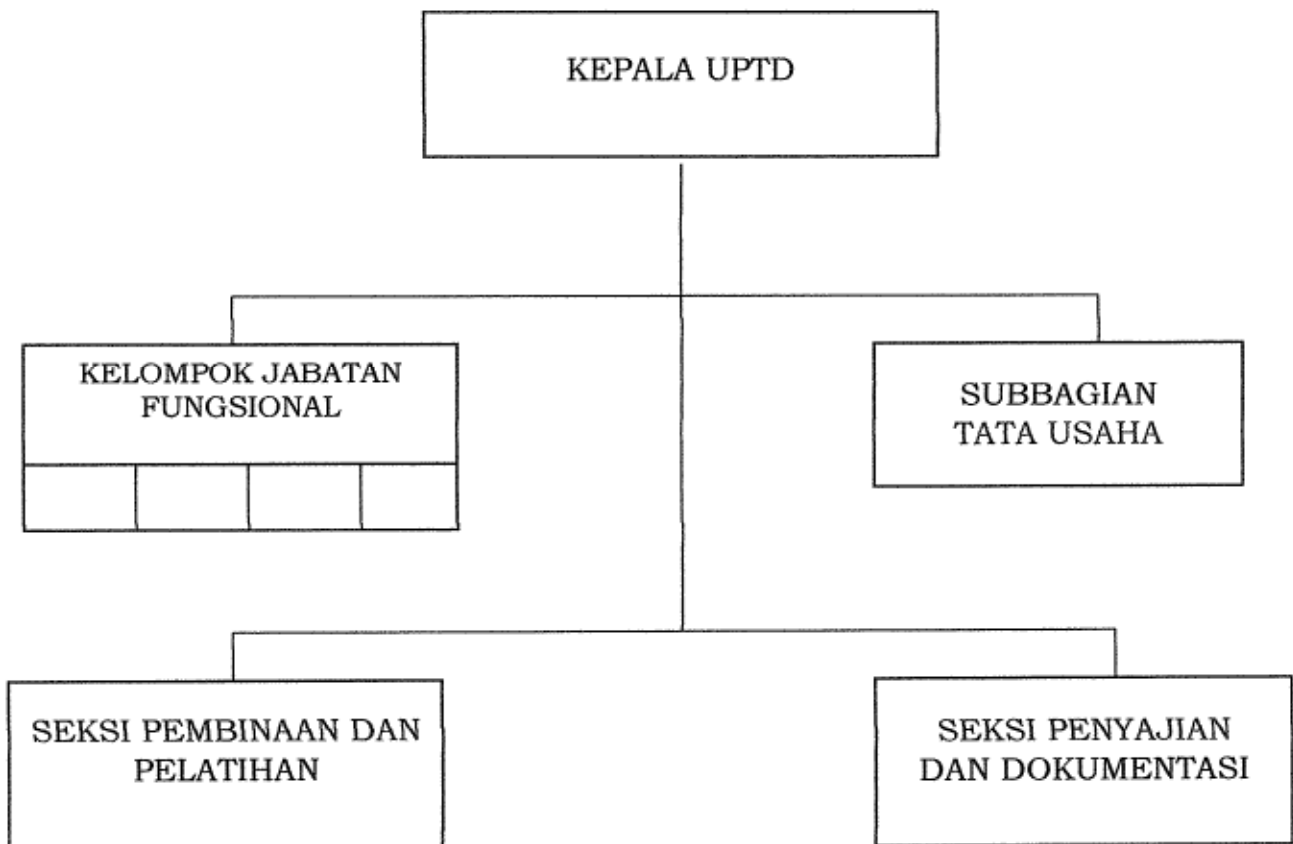 KEPALA UPTD
KELOMPOK JABATAN
FUNGSIONAL
SUBBAGIAN
TATA USAHA
SEKSI PEMBINAAN DAN
PELATIHAN
SEKSI PENYAJIAN
DAN DOKUMENTASI